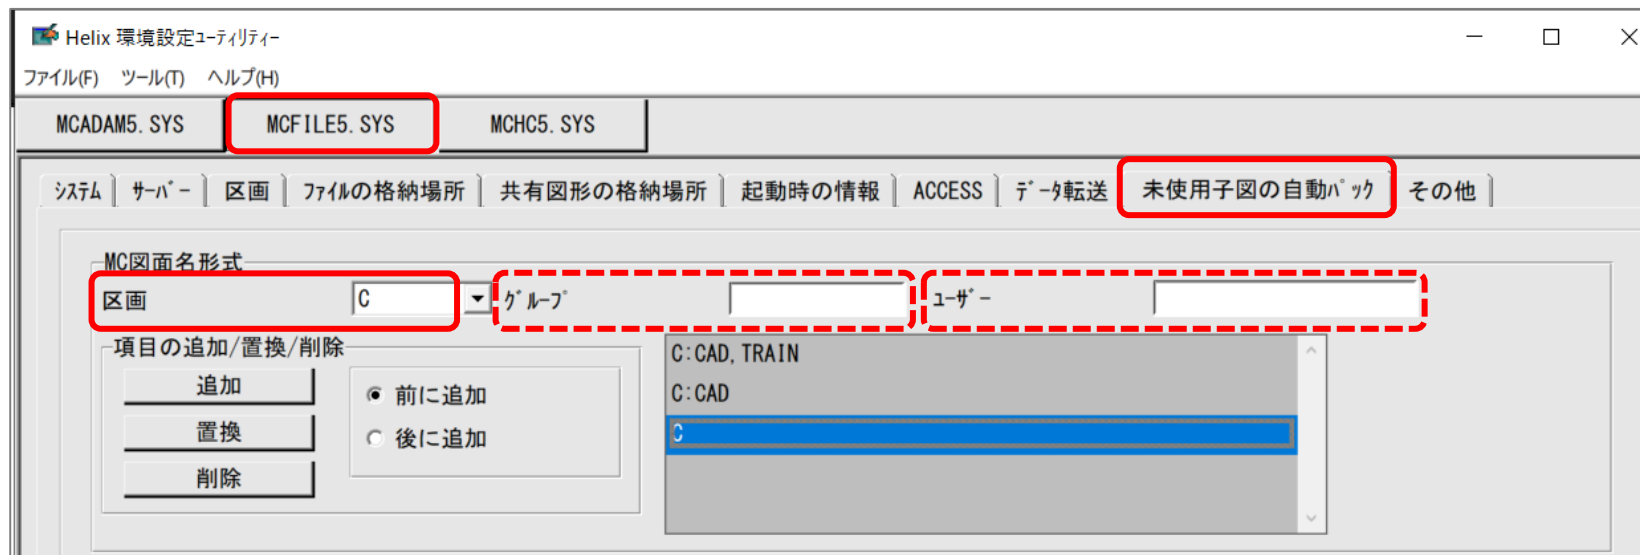 Helix 環境設定ﾕｰﾃｨﾘﾃｨｰ
ファイル(F) ツール(T) ヘルプ(H)
MCADAM5.SYS MCFILE5.SYS MCHC5.SYS
ｼｽﾃﾑ ｻｰﾊﾞｰ 区画 ﾌｧｲﾙの格納場所 共有図形の格納場所 起動時の情報 ACCESS ﾃﾞｰﾀ転送 未使用子図の自動ﾊﾟｯｸ その他
MC図面名形式
区画 C ｸﾞﾙｰﾌﾟ ﾕｰｻﾞｰ
項目の追加/置換/削除
追加
置換
削除
前に追加
後に追加
C:CAD,TRAIN
C:CAD
C